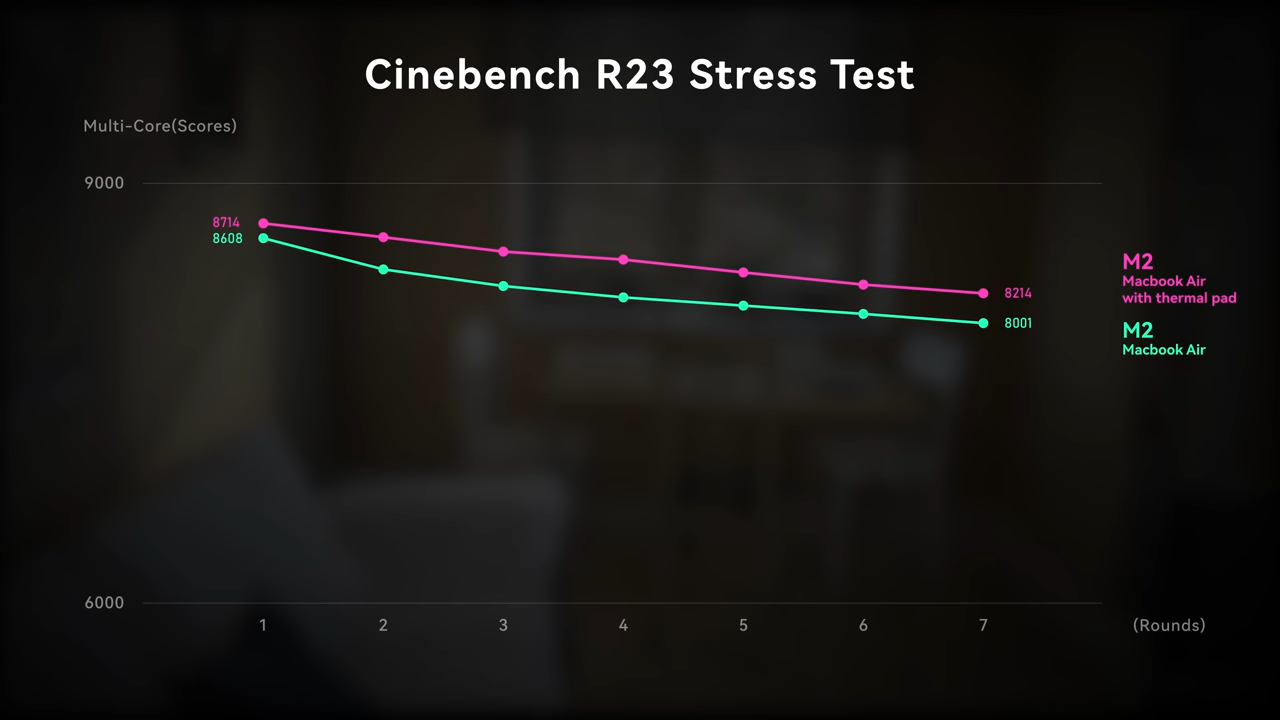 Cinebench R23 Stress Test
Multi-Core(Scores)
9000
8714
8608
8214
8001
M2
Macbook Air
with thermal pad
M2
Macbook Air
6000
1 2 3 4 5 6 7 (Rounds)